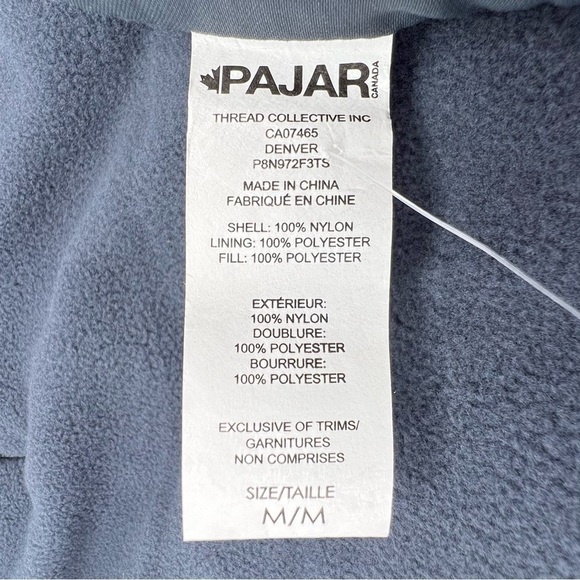 PAJAR
CANADA
THREAD COLLECTIVE INC
CA07465
DENVER
P8N972F3TS
MADE IN CHINA
FABRIQUÉ EN CHINE
SHELL: 100% NYLON
LINING: 100% POLYESTER
FILL: 100% POLYESTER
EXTÉRIEUR:
100% NYLON
DOUBLURE:
100% POLYESTER
BOURRURE:
100% POLYESTER
EXCLUSIVE OF TRIMS/
GARNITURES
NON COMPRISES
SIZE/TAILLE
M/M